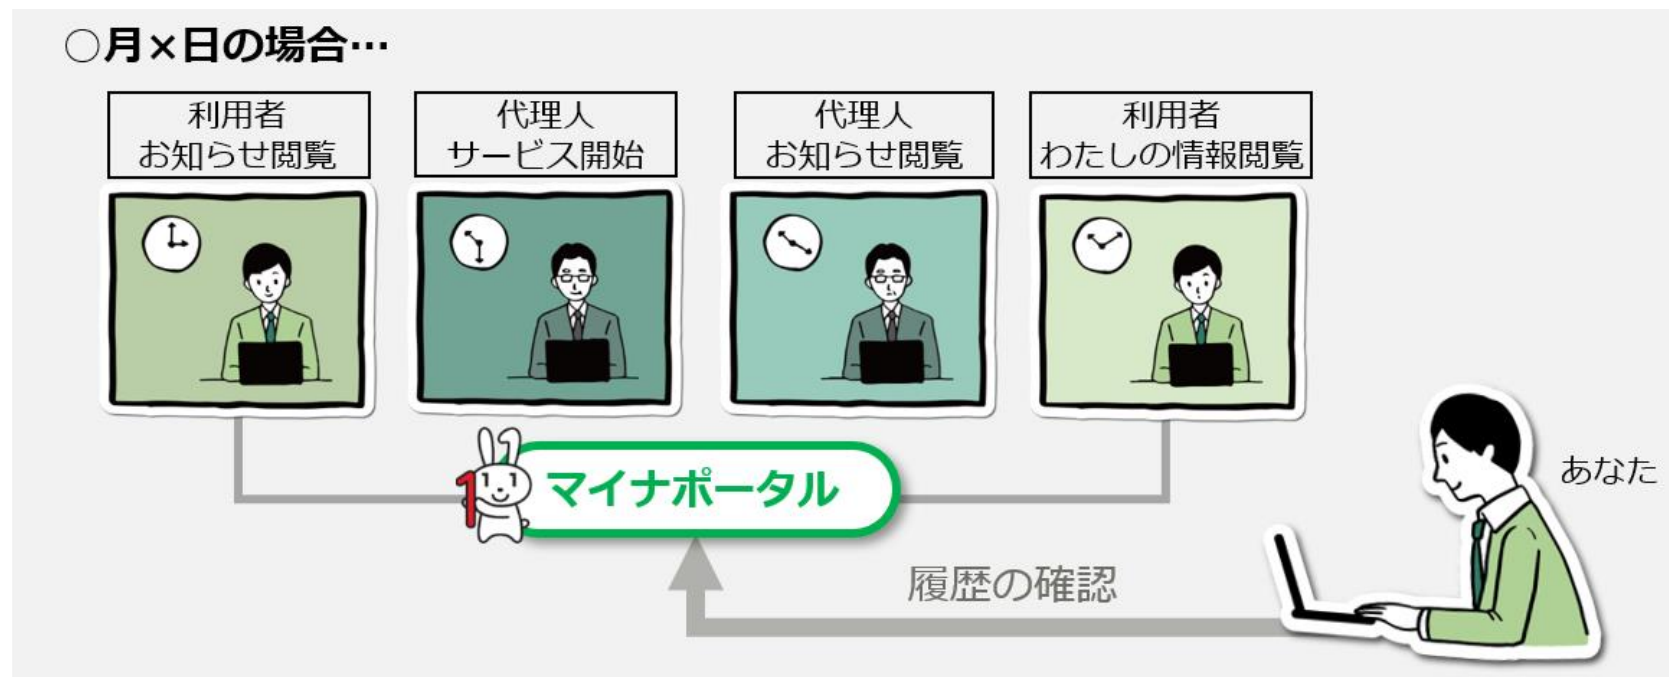 ○月×日の場合…
利用者
お知らせ閲覧
代理人
サービス開始
代理人
お知らせ閲覧
利用者
わたしの情報閲覧
1
マイナポータル
あなた
履歴の確認